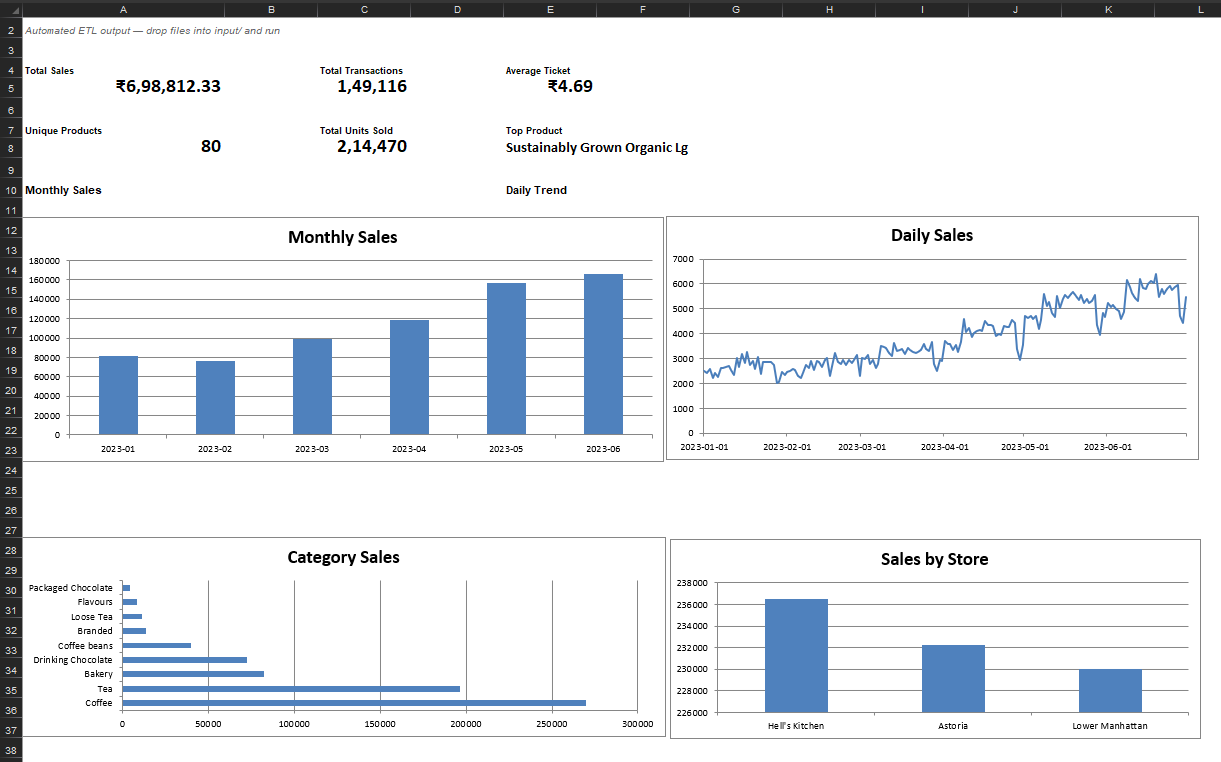 A B C D E F G H I J K L
2 Automated ETL output — drop files into input/ and run
3
4 Total Sales Total Transactions Average Ticket
5 ₹6,98,812.33 1,49,116 ₹4.69
6
7 Unique Products Total Units Sold Top Product
8 80 2,14,470 Sustainably Grown Organic Lg
9
10 Monthly Sales Daily Trend
11
12
13
14
15
16
17
18
19
20
21
22
23
24
25
26
27
28
29
30
31
32
33
34
35
36
37
38
Monthly Sales
180000
160000
140000
120000
100000
80000
60000
40000
20000
0
2023-01 2023-02 2023-03 2023-04 2023-05 2023-06
Daily Sales
7000
6000
5000
4000
3000
2000
1000
0
2023-01-01 2023-02-01 2023-03-01 2023-04-01 2023-05-01 2023-06-01
Category Sales
Packaged Chocolate
Flavours
Loose Tea
Branded
Coffee beans
Drinking Chocolate
Bakery
Tea
Coffee
0 50000 100000 150000 200000 250000 300000
Sales by Store
238000
236000
234000
232000
230000
228000
226000
Hell's Kitchen Astoria Lower Manhattan